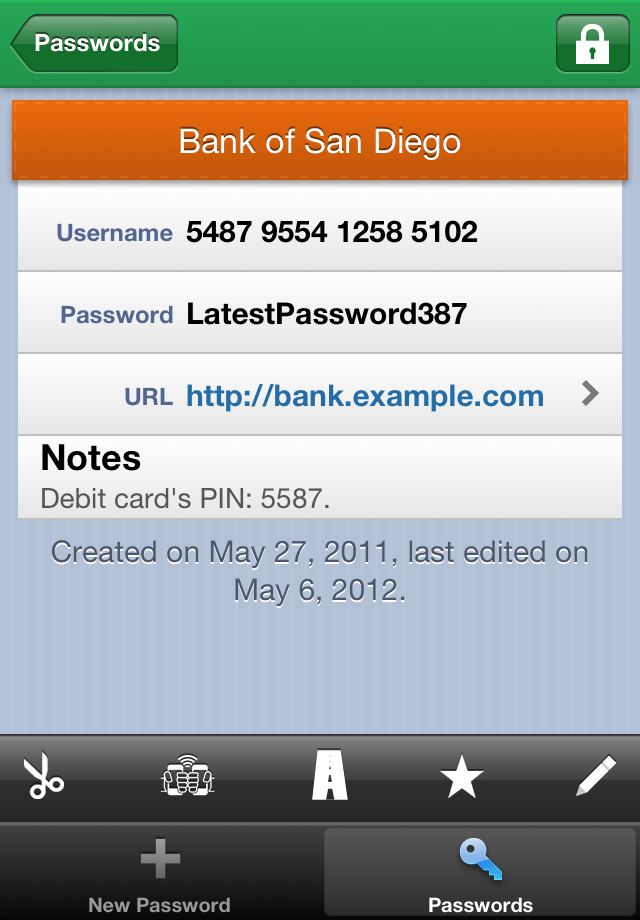 Passwords
Bank of San Diego
Username 5487 9554 1258 5102
Password LatestPassword387
URL http://bank.example.com
Notes
Debit card's PIN: 5587.
Created on May 27, 2011, last edited on
May 6, 2012.
New Password Passwords